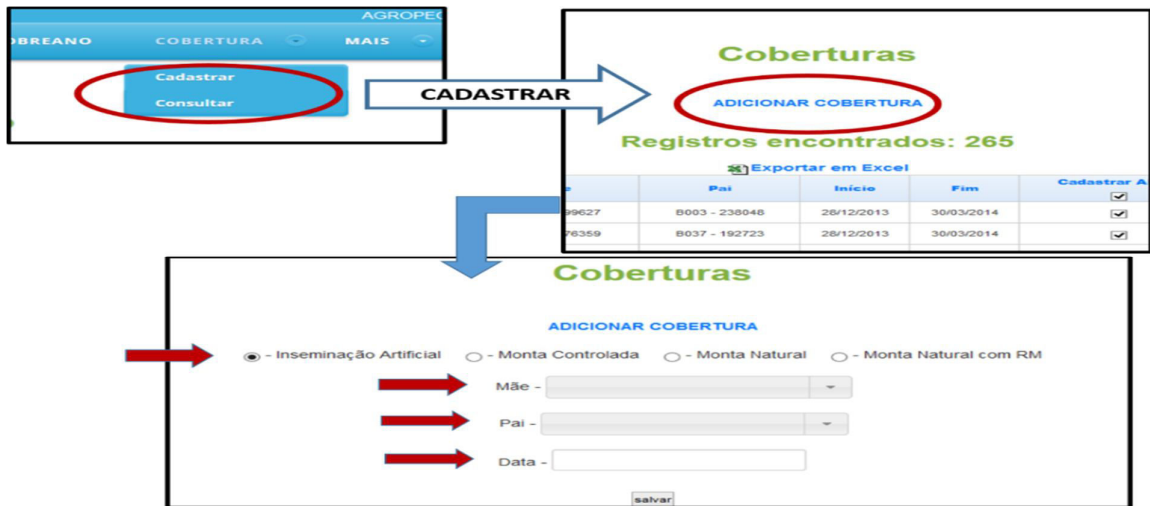 AGROPEC
OBREANO COBERTURA MAIS
Cadastrar
Consultar
CADASTRAR
Coberturas
ADICIONAR COBERTURA
Registros encontrados: 265
Exportar em Excel
e Pai Início Fim Cadastrar A
99627 B003 - 238048 28/12/2013 30/03/2014
76359 B037 - 192723 28/12/2013 30/03/2014
Coberturas
ADICIONAR COBERTURA
- Inseminação Artificial - Monta Controlada - Monta Natural - Monta Natural com RM
Mãe -
Pai -
Data -
salvar